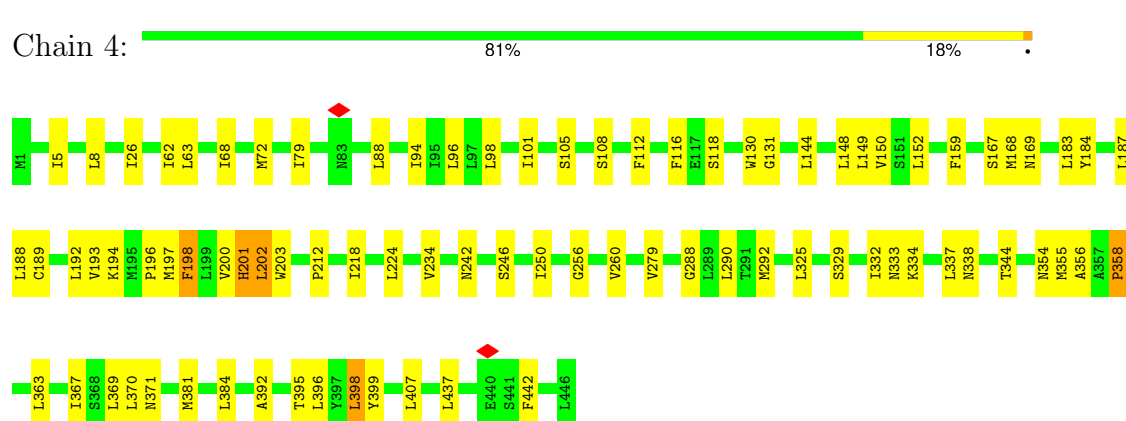 Chain 4:
81% 18% •
M1 I5 L8 I26 I62 L63 I68 M72 I79 N83 L88 I94 I95 L96 L97 L98 I101 S105 S108 F112 F116 E117 S118 W130 G131 L144 L148 L149 V150 S151 L152 F159 S167 M168 N169 L183 Y184 L187
L188 C189 L192 V193 K194 M195 P196 M197 F198 L199 V200 H201 L202 W203 P212 I218 L224 V234 N242 S246 I250 G256 V260 V279 G288 L289 L290 T291 M292 L325 S329 I332 N333 K334 L337 N338 T344 N354 M355 A356 A357 P358
L363 I367 S368 L369 L370 N371 M381 L384 A392 T395 L396 Y397 L398 Y399 L407 L437 E440 S441 F442 L446